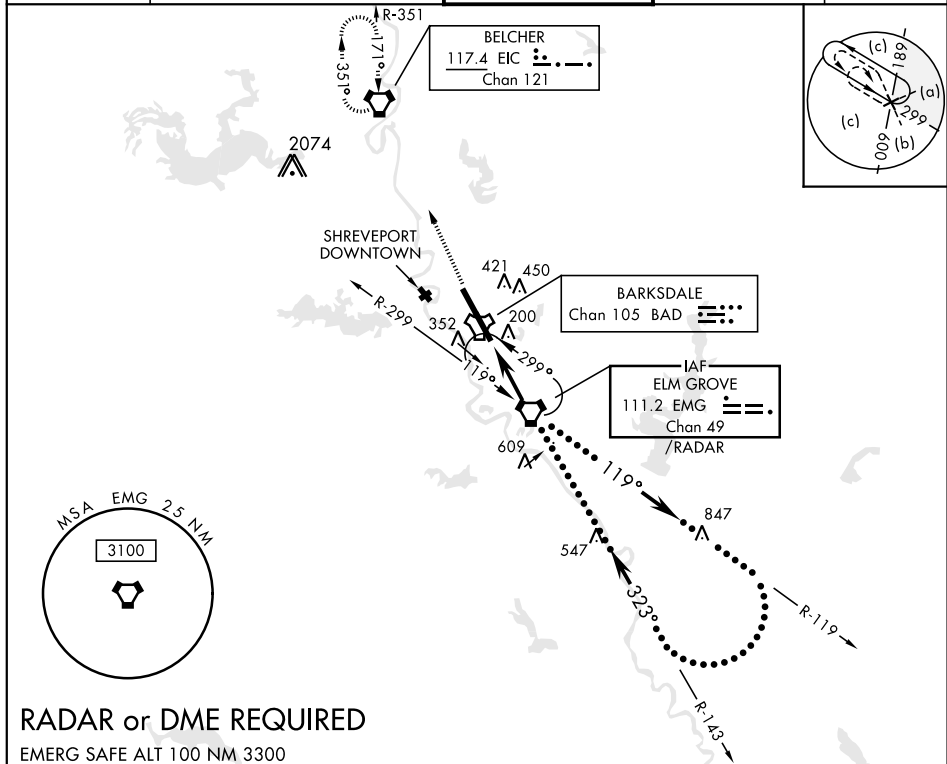 R-351
171°
351°
BELCHER
117.4 EIC
Chan 121
(c)
189
(a)
299
(c)
(b)
009
2074
SHREVEPORT
DOWNTOWN
421
450
BARKSDALE
Chan 105 BAD
R-299
352
200
119°
299°
IAF
ELM GROVE
111.2 EMG
Chan 49
/RADAR
609
119°
847
547
323°
R-119
R-143
MSA EMG 25 NM
3100
RADAR or DME REQUIRED
EMERG SAFE ALT 100 NM 3300